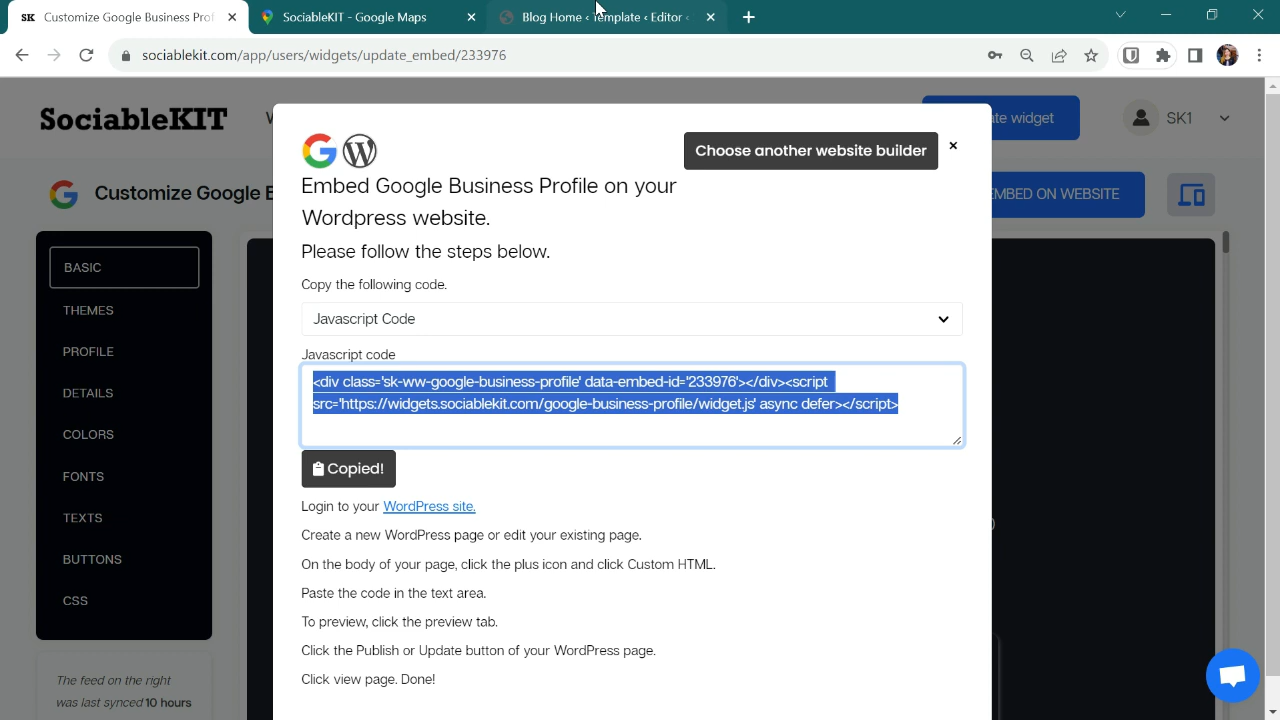 SK Customize Google Business Prof
SociableKIT - Google Maps
Blog Home ‹ Template ‹ Editor ‹
sociablekit.com/app/users/widgets/update_embed/233976
SociableKIT
W
ate widget
SK1
Customize Google B
EMBED ON WEBSITE
BASIC
THEMES
PROFILE
DETAILS
COLORS
FONTS
TEXTS
BUTTONS
CSS
The feed on the right
was last synced 10 hours
Choose another website builder
×
Embed Google Business Profile on your
Wordpress website.
Please follow the steps below.
Copy the following code.
Javascript Code
Javascript code
<div class='sk-ww-google-business-profile' data-embed-id='233976'></div><script
src='https://widgets.sociablekit.com/google-business-profile/widget.js' async defer></script>
Copied!
Login to your WordPress site.
Create a new WordPress page or edit your existing page.
On the body of your page, click the plus icon and click Custom HTML.
Paste the code in the text area.
To preview, click the preview tab.
Click the Publish or Update button of your WordPress page.
Click view page. Done!